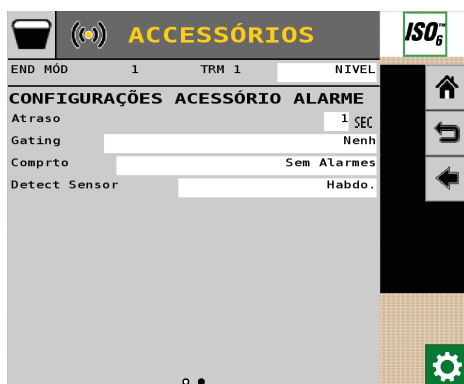 ACCESSÓRIOS
ISO6™
END MÓD 1 TRM 1 NIVEL
CONFIGURAÇÕES ACESSÓRIO ALARME
Atraso 1 SEC
Gating Nenh
Comprto Sem Alarmes
Detect Sensor Habdo.